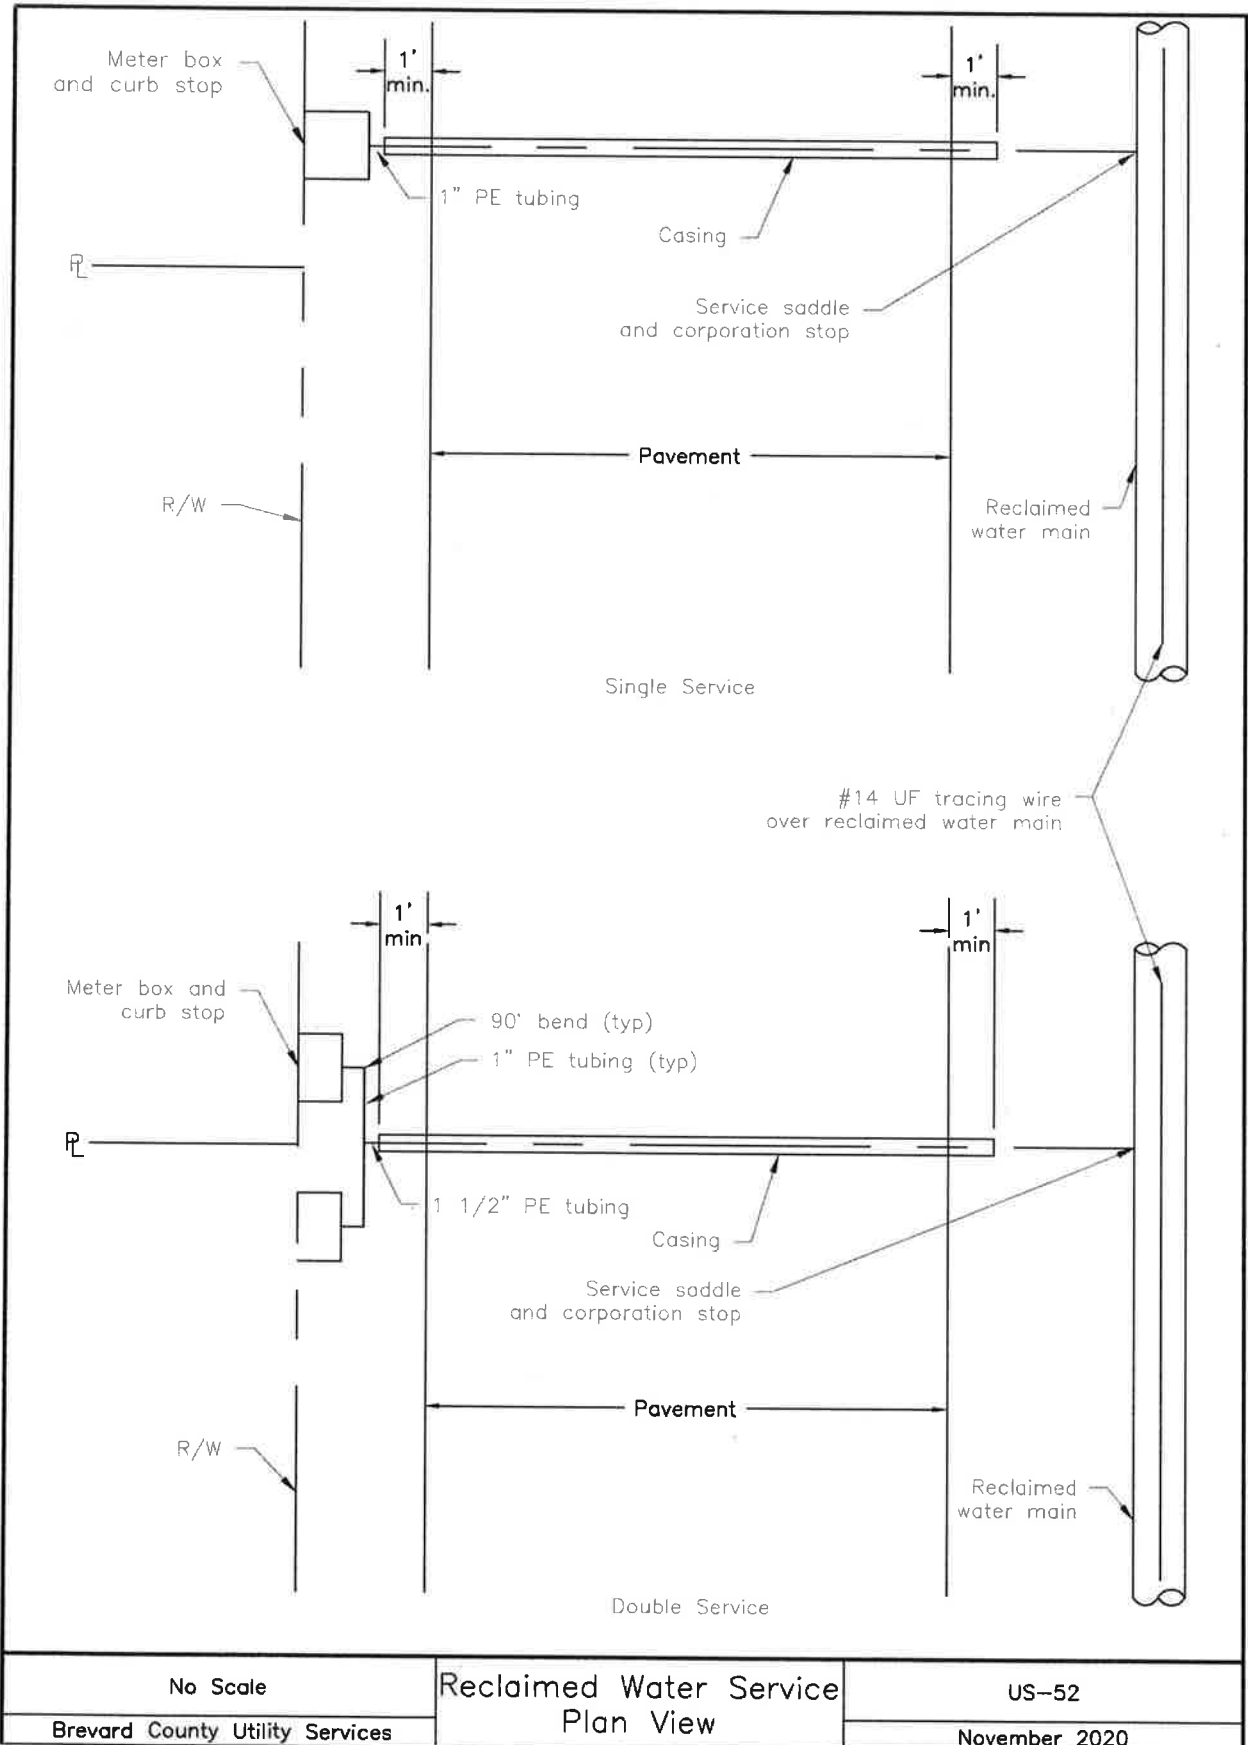 Meter box
and curb stop
1'
min.
1'
min.
1" PE tubing
Casing
PL
Service saddle
and corporation stop
Pavement
R/W
Reclaimed
water main
Single Service
#14 UF tracing wire
over reclaimed water main
1'
min
1'
min
Meter box and
curb stop
90' bend (typ)
1" PE tubing (typ)
PL
1 1/2" PE tubing
Casing
Service saddle
and corporation stop
Pavement
R/W
Reclaimed
water main
Double Service
No Scale
Brevard County Utility Services
Reclaimed Water Service
Plan View
US-52
November 2020